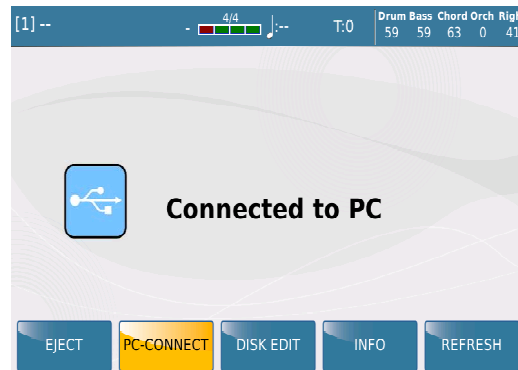 [1] -- - 4/4 :-- T:0 Drum Bass Chord Orch Righ
59 59 63 0 41
Connected to PC
EJECT PC-CONNECT DISK EDIT INFO REFRESH